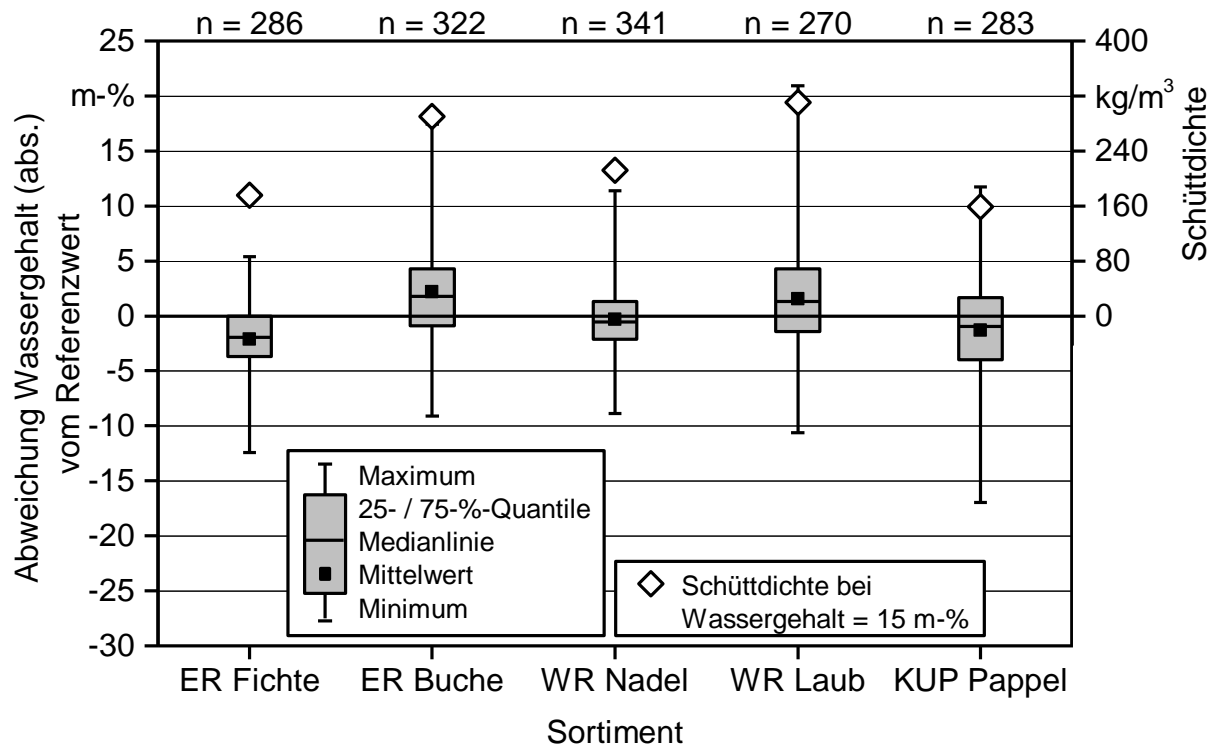 n = 286 n = 322 n = 341 n = 270 n = 283
25 400
m-% kg/m³
15 240
10 160
5 80
0 0
-5
-10
-15
-20
-25
-30
Abweichung Wassergehalt (abs.)
vom Referenzwert
Schüttdichte
Maximum
25- / 75-%-Quantile
Medianlinie
Mittelwert
Minimum
Schüttdichte bei
Wassergehalt = 15 m-%
ER Fichte ER Buche WR Nadel WR Laub KUP Pappel
Sortiment